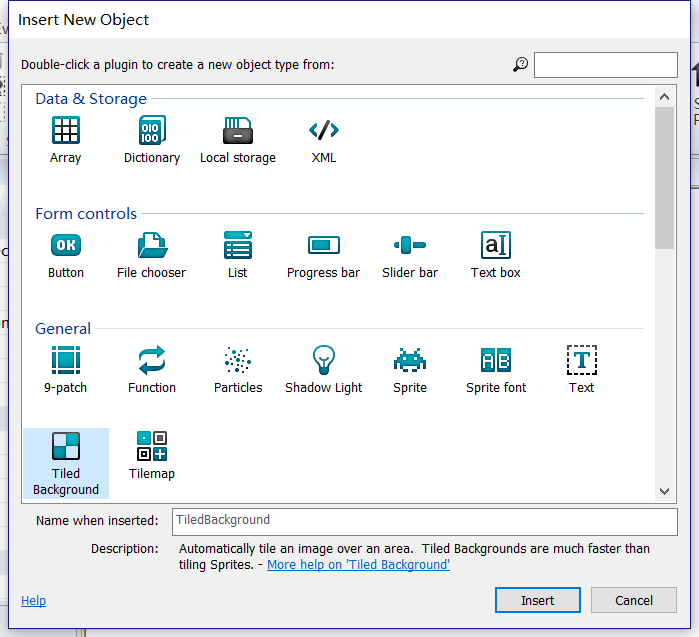 Insert New Object
Double-click a plugin to create a new object type from:
Data & Storage
Array Dictionary Local storage XML
Form controls
OK aI
Button File chooser List Progress bar Slider bar Text box
General
AB T
9-patch Function Particles Shadow Light Sprite Sprite font Text
Tiled Background Tilemap
Name when inserted: TiledBackground
Description: Automatically tile an image over an area. Tiled Backgrounds are much faster than
tiling Sprites. - More help on 'Tiled Background'
Help Insert Cancel